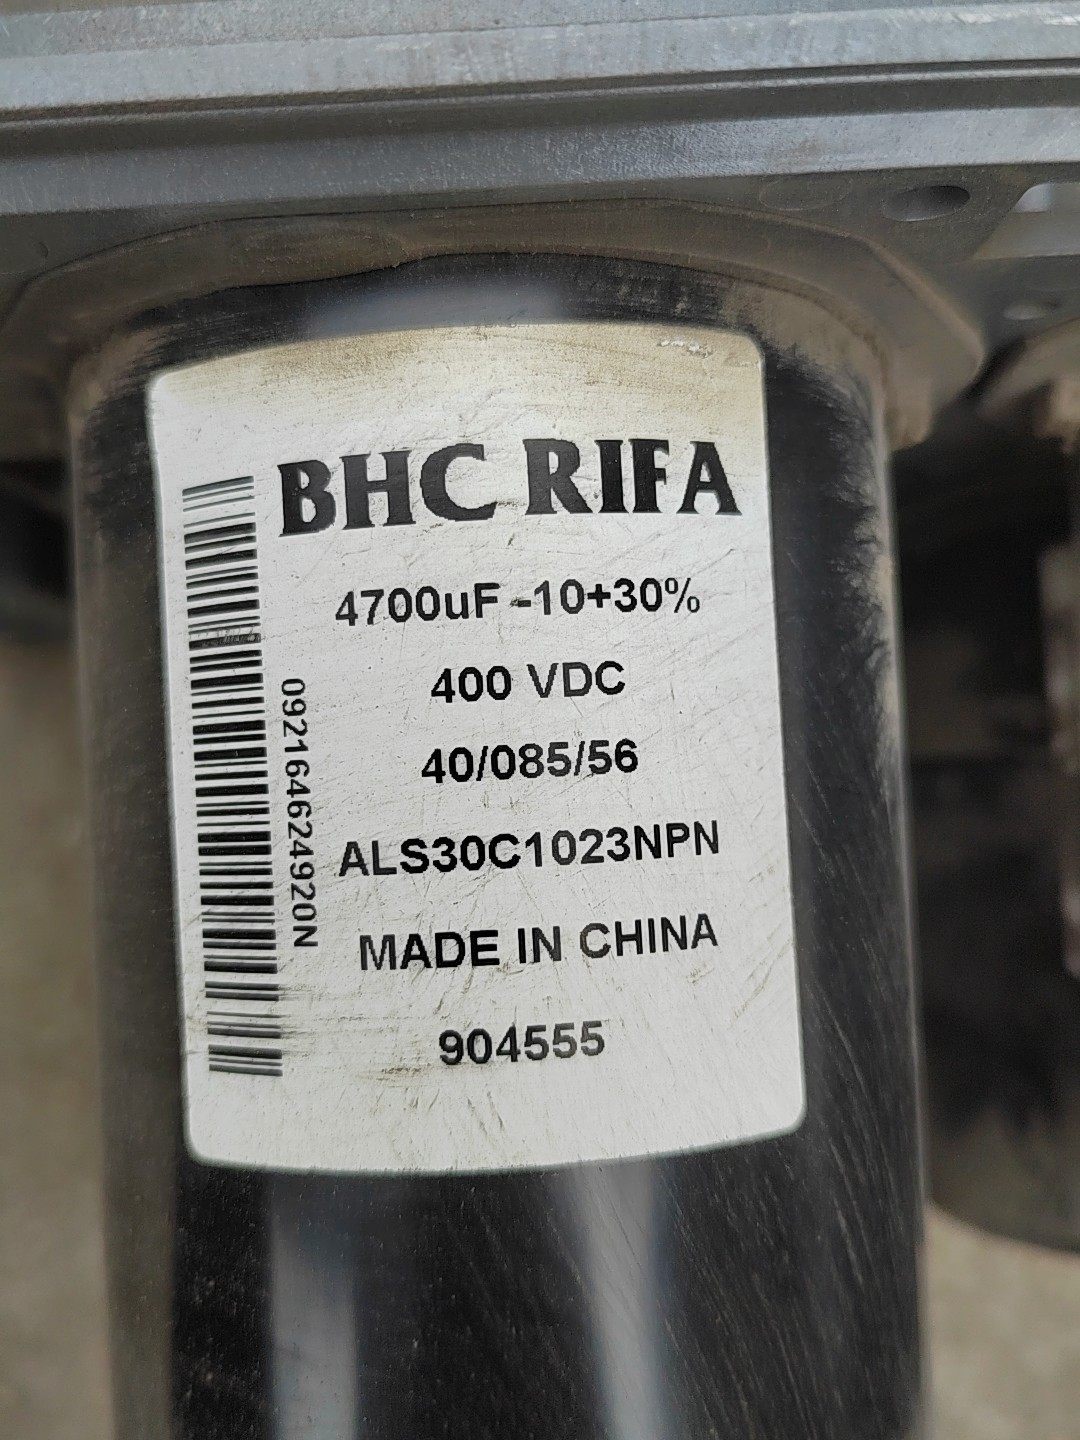 BHC RIFA
4700uF -10+30%
400 VDC
40/085/56
ALS30C1023NPN
MADE IN CHINA
904555
0921646249​20N